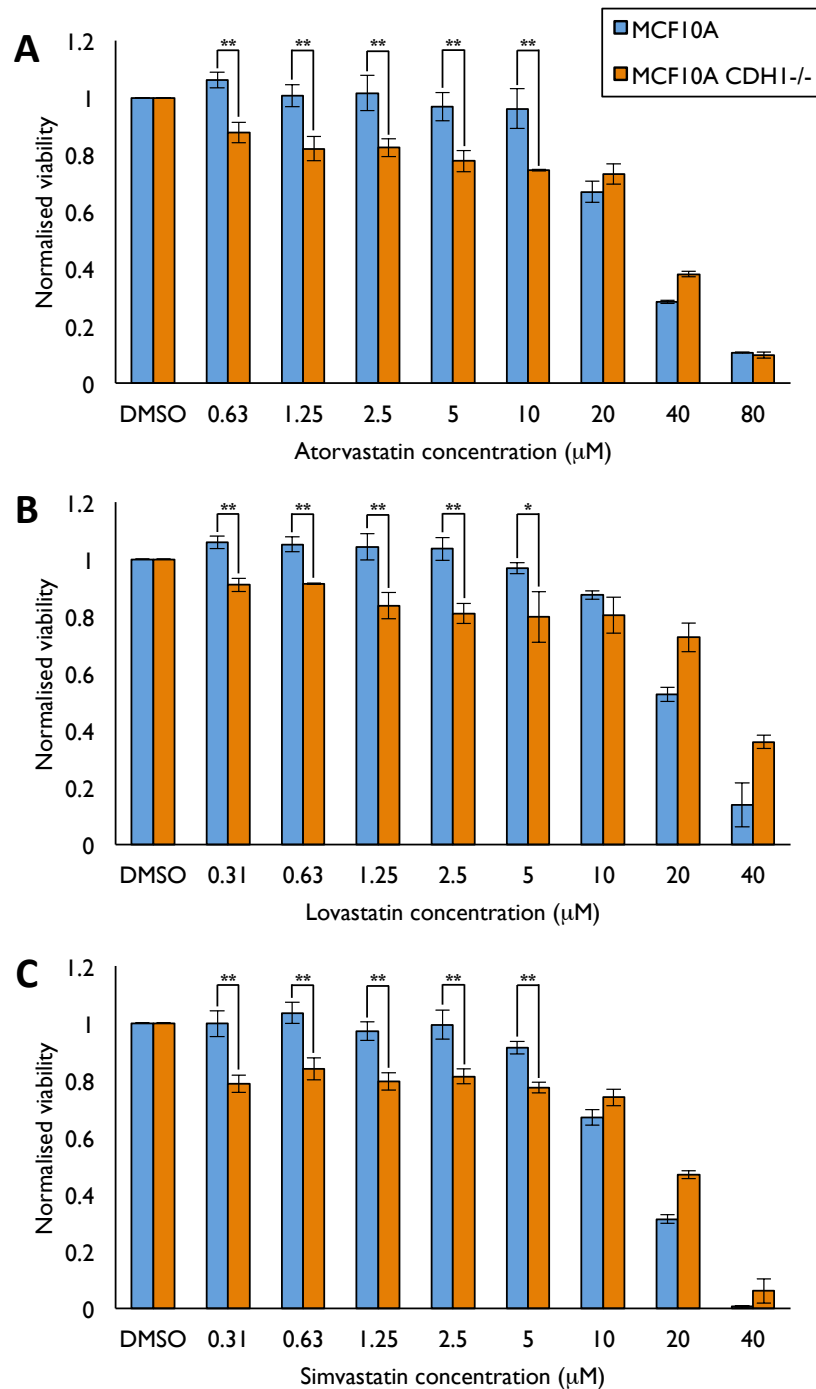 MCF10A
MCF10A CDH1-/-
A
1.2
** ** ** ** **
1
0.8
0.6
0.4
0.2
0
Normalised viability
DMSO 0.63 1.25 2.5 5 10 20 40 80
Atorvastatin concentration (μM)
B
1.2
** ** ** ** *
1
0.8
0.6
0.4
0.2
0
Normalised viability
DMSO 0.31 0.63 1.25 2.5 5 10 20 40
Lovastatin concentration (μM)
C
1.2
** ** ** ** **
1
0.8
0.6
0.4
0.2
0
Normalised viability
DMSO 0.31 0.63 1.25 2.5 5 10 20 40
Simvastatin concentration (μM)